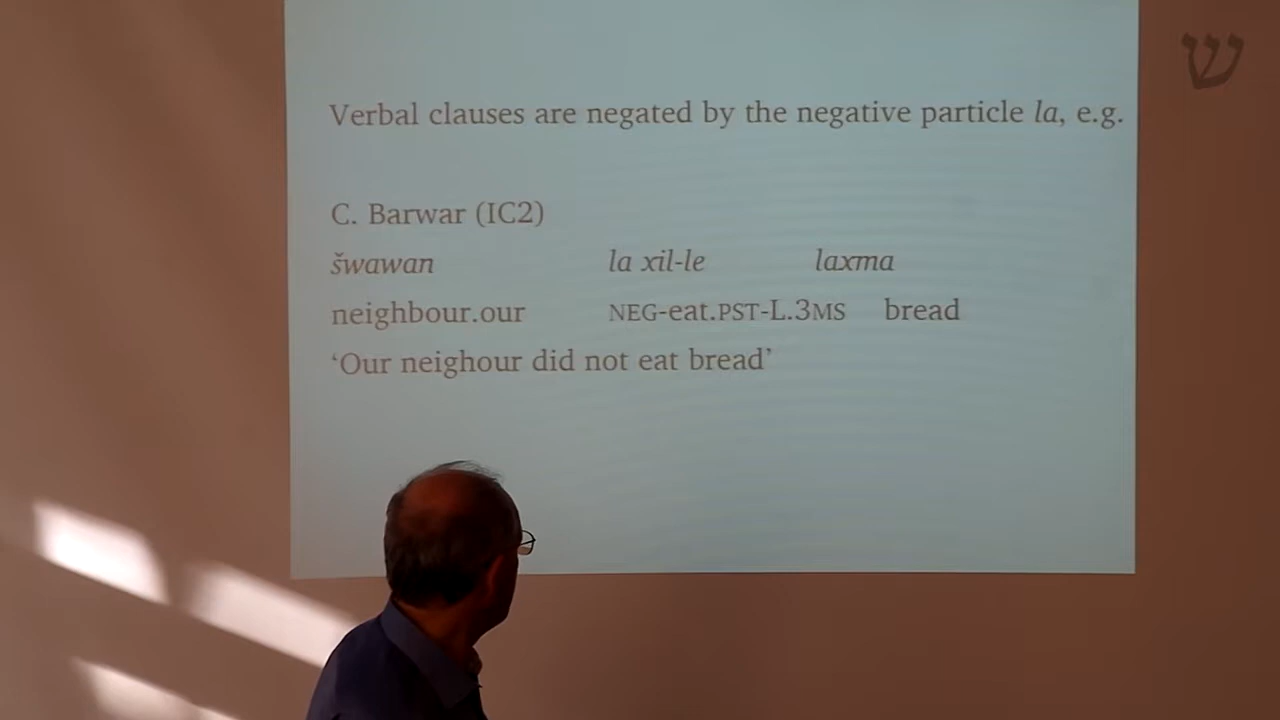 ש
Verbal clauses are negated by the negative particle la, e.g.
C. Barwar (IC2)
šwawan la xil-le laxma
neighbour.our NEG-eat.PST-L.3MS bread
‘Our neighour did not eat bread’